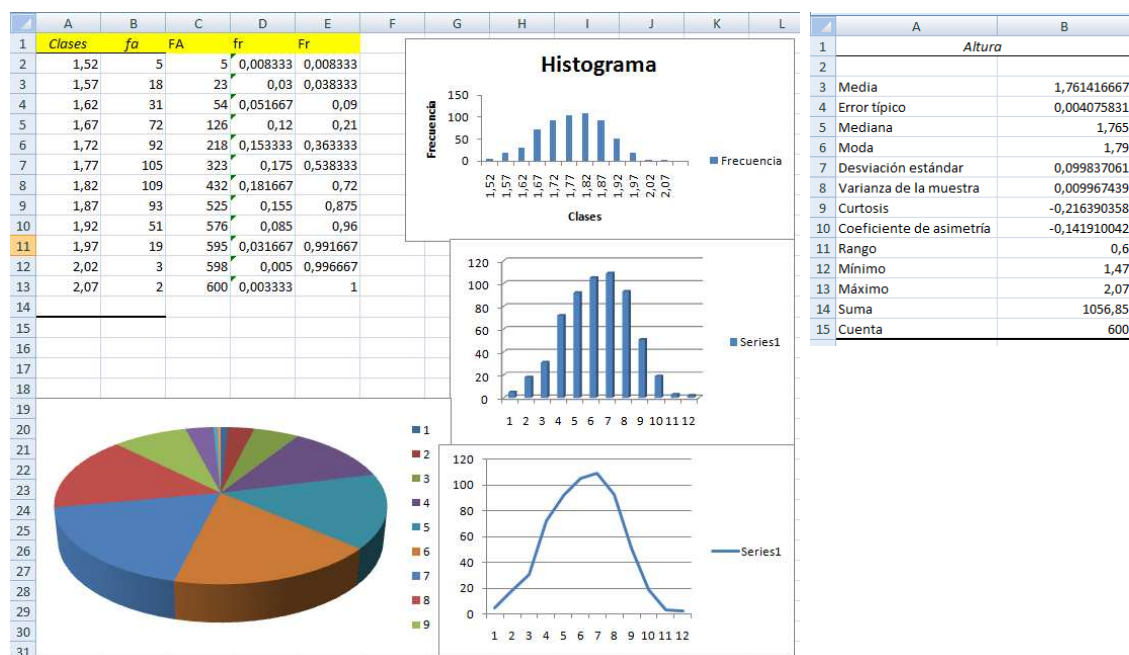 A B C D E F G H I J K L
1 Clases fa FA fr Fr
2 1,52 5 5 0,008333 0,008333
3 1,57 18 23 0,03 0,038333
4 1,62 31 54 0,051667 0,09
5 1,67 72 126 0,12 0,21
6 1,72 92 218 0,153333 0,363333
7 1,77 105 323 0,175 0,538333
8 1,82 109 432 0,181667 0,72
9 1,87 93 525 0,155 0,875
10 1,92 51 576 0,085 0,96
11 1,97 19 595 0,031667 0,991667
12 2,02 3 598 0,005 0,996667
13 2,07 2 600 0,003333 1
14
15
16
17
18
19
20
21
22
23
24
25
26
27
28
29
30
31
Histograma
Frecuencia
150
100
50
0
1,52 1,57 1,62 1,67 1,72 1,77 1,82 1,87 1,92 1,97 2,02 2,07
Clases
Frecuencia
120
100
80
60
40
20
0
1 2 3 4 5 6 7 8 9 10 11 12
Series1
1
2
3
4
5
6
7
8
9
120
100
80
60
40
20
0
1 2 3 4 5 6 7 8 9 10 11 12
Series1
A B
1 Altura
2
3 Media 1,761416667
4 Error típico 0,004075831
5 Mediana 1,765
6 Moda 1,79
7 Desviación estándar 0,099837061
8 Varianza de la muestra 0,009967439
9 Curtosis -0,216390358
10 Coeficiente de asimetría -0,141910042
11 Rango 0,6
12 Mínimo 1,47
13 Máximo 2,07
14 Suma 1056,85
15 Cuenta 600